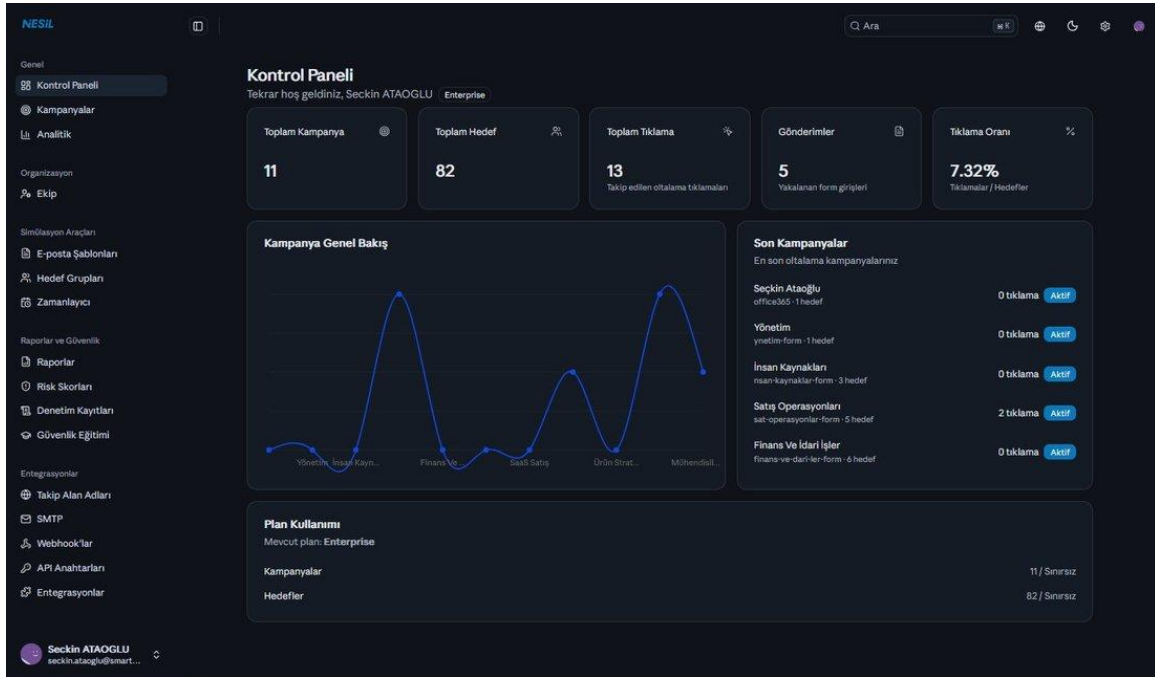 NESIL
Ara
⌘ K
Genel
Kontrol Paneli
Kampanyalar
Analitik
Organizasyon
Ekip
Simülasyon Araçları
E-posta Şablonları
Hedef Grupları
Zamanlayıcı
Raporlar ve Güvenlik
Raporlar
Risk Skorları
Denetim Kayıtları
Güvenlik Eğitimi
Entegrasyonlar
Takip Alan Adları
SMTP
Webhook'lar
API Anahtarları
Entegrasyonlar
Seckin ATAOGLU
seckin.ataoglu@smart...
Kontrol Paneli
Tekrar hoş geldiniz, Seckin ATAOGLU Enterprise
Toplam Kampanya
11
Toplam Hedef
82
Toplam Tıklama
13
Takip edilen oltalama tıklamaları
Gönderimler
5
Yakalanan form girişleri
Tıklama Oranı
7.32%
Tıklamalar / Hedefler
Kampanya Genel Bakış
Yönetim İnsan Kayn... Finans Ve... SaaS Satış Ürün Strat... Mühendisli...
Son Kampanyalar
En son oltalama kampanyalarınız
Seçkin Ataoğlu
office365 · 1 hedef
0 tıklama Aktif
Yönetim
ynetim-form · 1 hedef
0 tıklama Aktif
İnsan Kaynakları
nsan-kaynaklar-form · 3 hedef
0 tıklama Aktif
Satış Operasyonları
sat-operasyonlar-form · 5 hedef
2 tıklama Aktif
Finans Ve İdari İşler
finans-ve-dari-ler-form · 6 hedef
0 tıklama Aktif
Plan Kullanımı
Mevcut plan: Enterprise
Kampanyalar 11 / Sınırsız
Hedefler 82 / Sınırsız